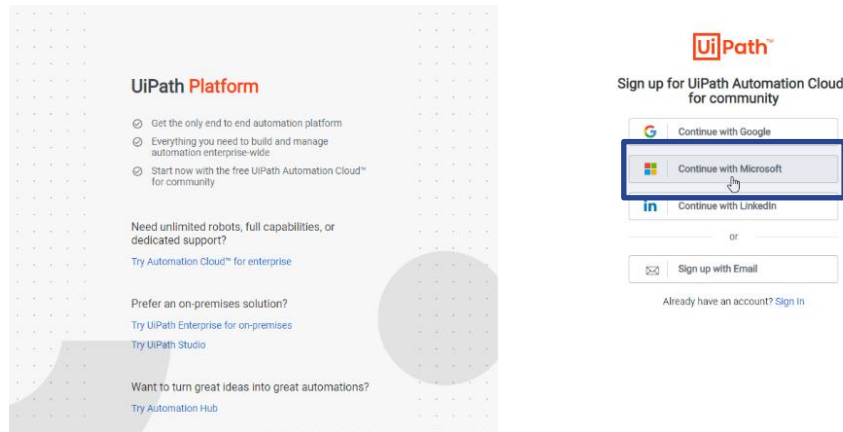 UiPath Platform
Get the only end to end automation platform
Everything you need to build and manage
automation enterprise-wide
Start now with the free UiPath Automation Cloud™
for community
Need unlimited robots, full capabilities, or
dedicated support?
Try Automation Cloud™ for enterprise
Prefer an on-premises solution?
Try UiPath Enterprise for on-premises
Try UiPath Studio
Want to turn great ideas into great automations?
Try Automation Hub
UiPath™
Sign up for UiPath Automation Cloud
for community
Continue with Google
Continue with Microsoft
in Continue with LinkedIn
or
Sign up with Email
Already have an account? Sign In